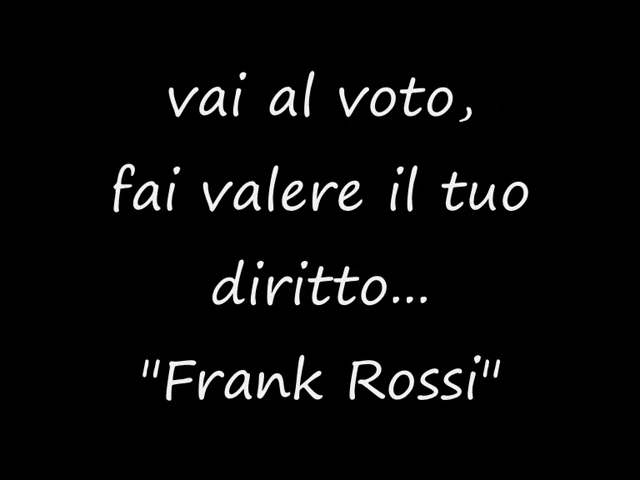 vai al voto,
fai valere il tuo
diritto...
"Frank Rossi"